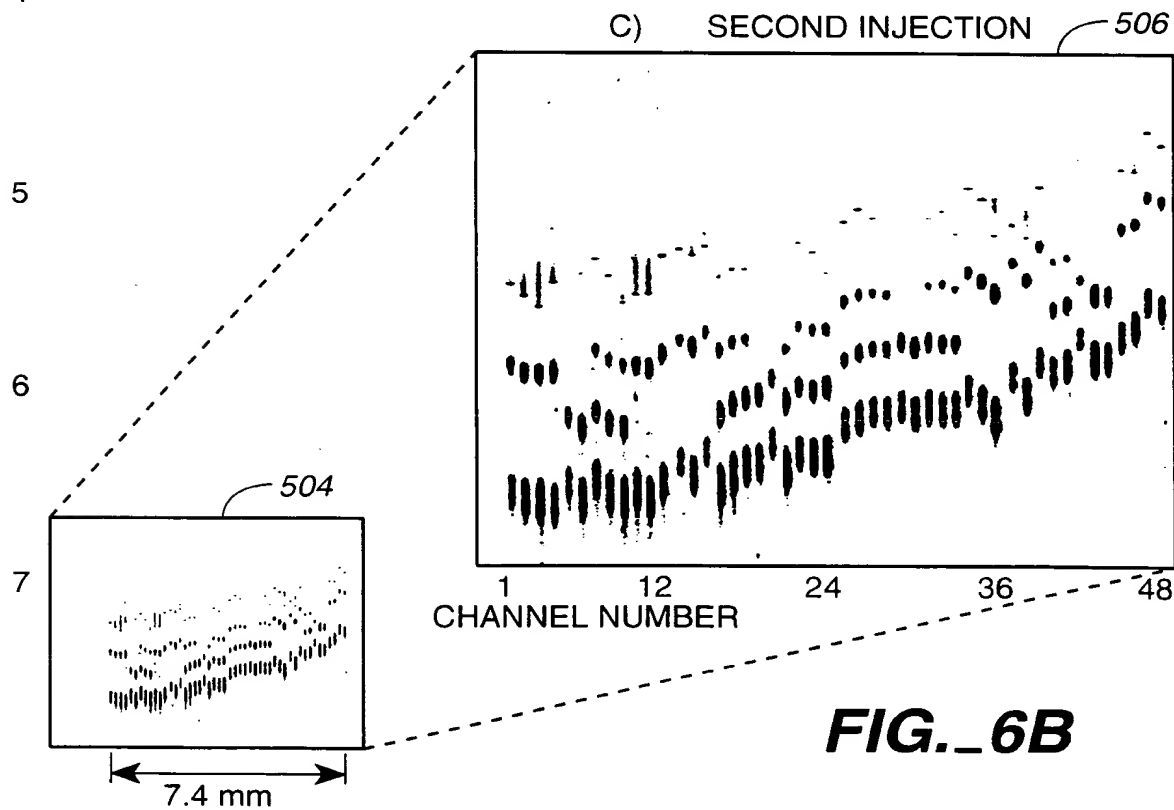 C) SECOND INJECTION 506
5
6
504
7
1 12 24 36 48
CHANNEL NUMBER
7.4 mm
FIG._6B